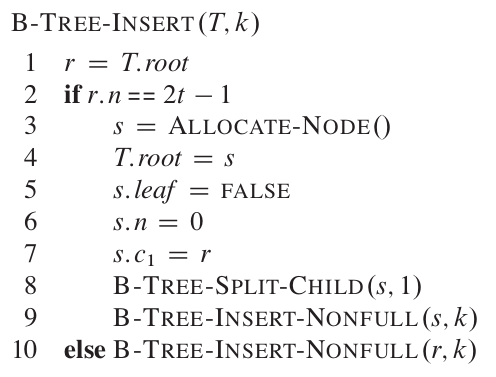 B-TREE-INSERT(T, k)
1 r = T.root
2 if r.n == 2t − 1
3 s = ALLOCATE-NODE()
4 T.root = s
5 s.leaf = FALSE
6 s.n = 0
7 s.c₁ = r
8 B-TREE-SPLIT-CHILD(s, 1)
9 B-TREE-INSERT-NONFULL(s, k)
10 else B-TREE-INSERT-NONFULL(r, k)